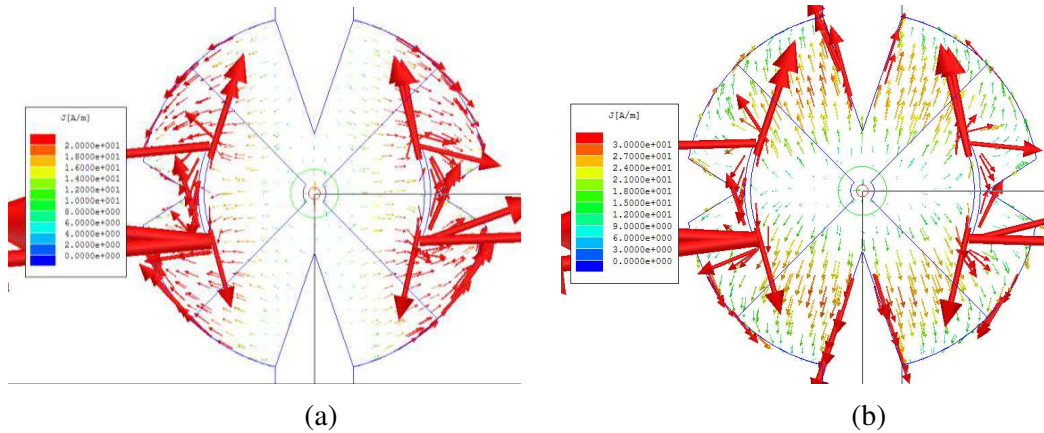 J[A/m]
2.0000e+001
1.8000e+001
1.6000e+001
1.4000e+001
1.2000e+001
1.0000e+001
8.0000e+000
6.0000e+000
4.0000e+000
2.0000e+000
0.0000e+000
(a)
J[A/m]
3.0000e+001
2.7000e+001
2.4000e+001
2.1000e+001
1.8000e+001
1.5000e+001
1.2000e+001
9.0000e+000
6.0000e+000
3.0000e+000
0.0000e+000
(b)